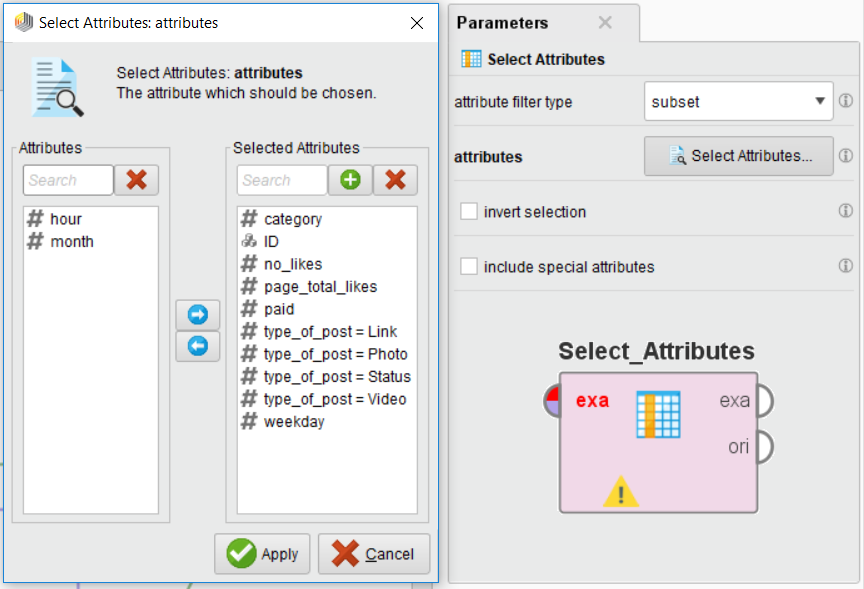 Select Attributes: attributes
Select Attributes: attributes
The attribute which should be chosen.
Attributes
Search
hour
month
Selected Attributes
Search
category
ID
no_likes
page_total_likes
paid
type_of_post = Link
type_of_post = Photo
type_of_post = Status
type_of_post = Video
weekday
Apply
Cancel
Parameters
Select Attributes
attribute filter type
subset
attributes
Select Attributes...
invert selection
include special attributes
Select_Attributes
exa
exa
ori